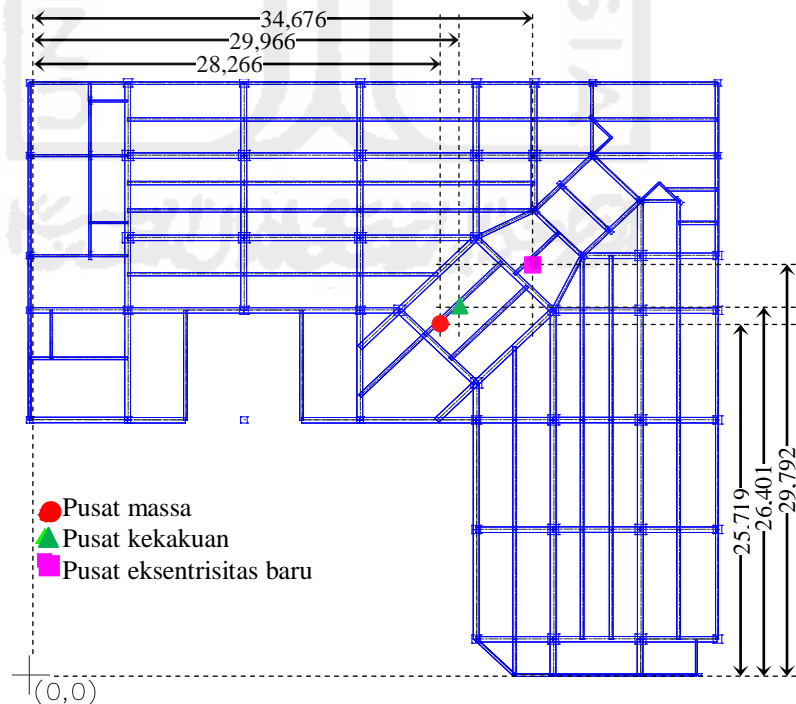 34,676
29,966
28,266
25.719
26.401
29.792
Pusat massa
Pusat kekakuan
Pusat eksentrisitas baru
(0,0)